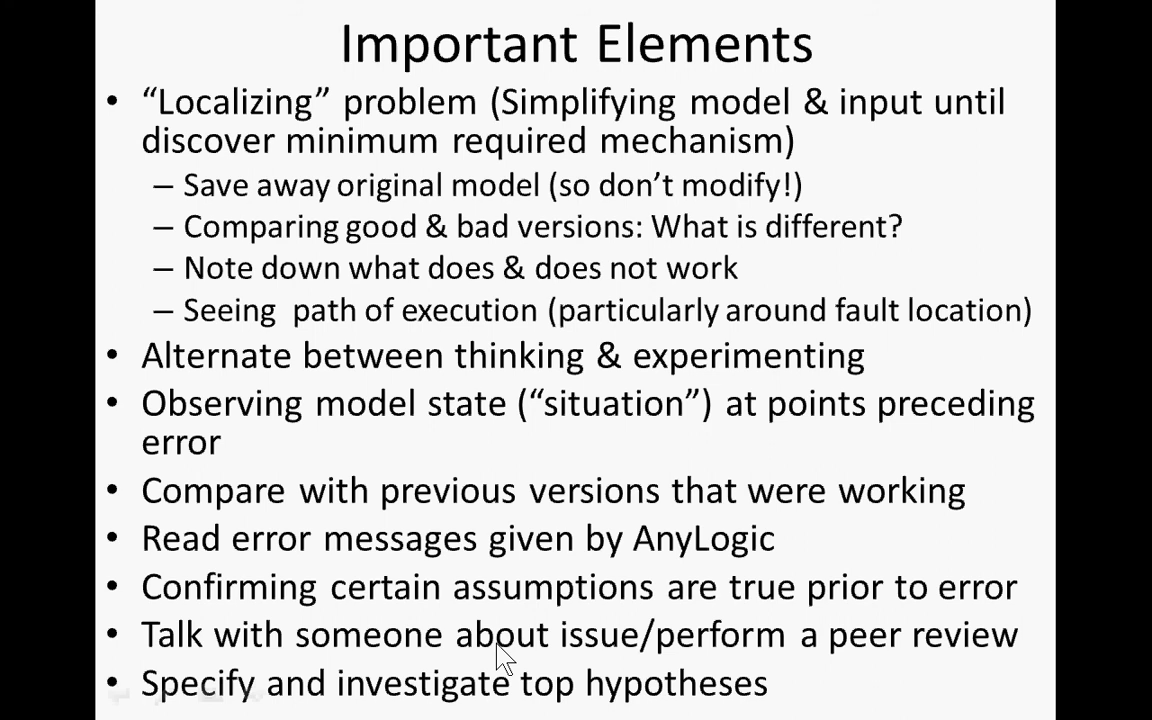 Important Elements
• “Localizing” problem (Simplifying model & input until
discover minimum required mechanism)
– Save away original model (so don’t modify!)
– Comparing good & bad versions: What is different?
– Note down what does & does not work
– Seeing path of execution (particularly around fault location)
• Alternate between thinking & experimenting
• Observing model state (“situation”) at points preceding
error
• Compare with previous versions that were working
• Read error messages given by AnyLogic
• Confirming certain assumptions are true prior to error
• Talk with someone about issue/perform a peer review
• Specify and investigate top hypotheses